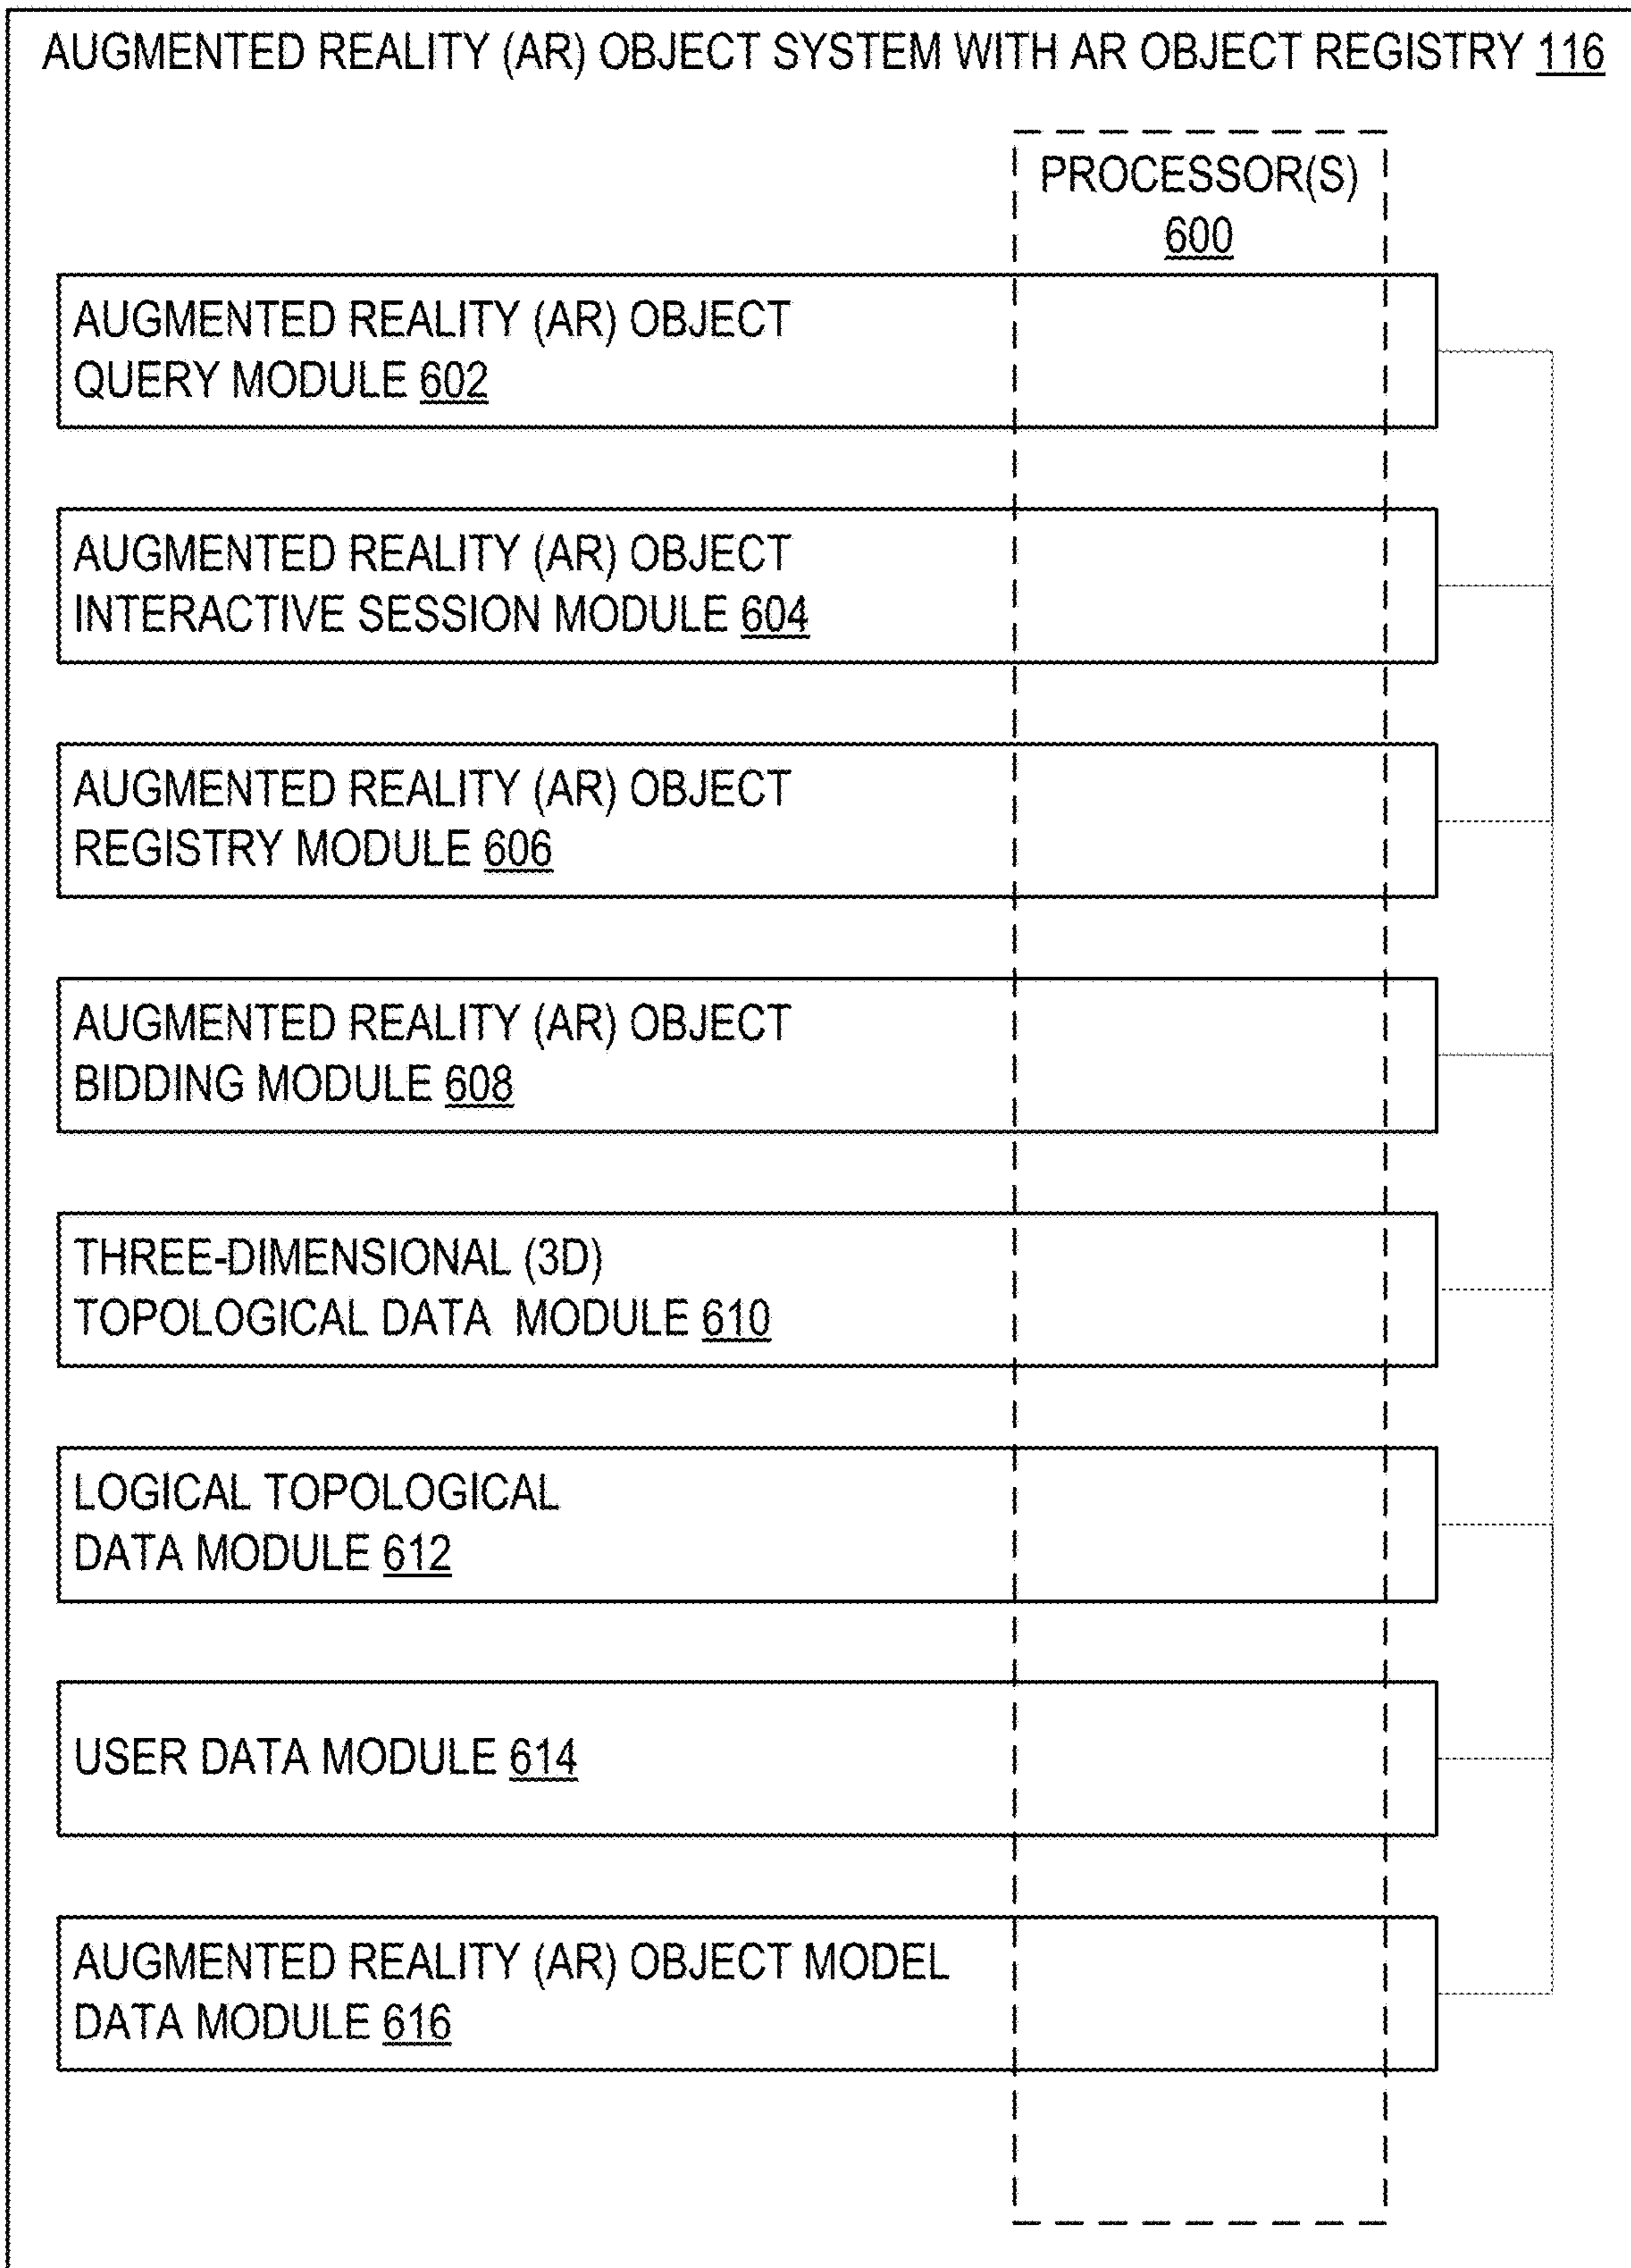 AUGMENTED REALITY (AR) OBJECT SYSTEM WITH AR OBJECT REGISTRY 116
PROCESSOR(S)
600
AUGMENTED REALITY (AR) OBJECT
QUERY MODULE 602
AUGMENTED REALITY (AR) OBJECT
INTERACTIVE SESSION MODULE 604
AUGMENTED REALITY (AR) OBJECT
REGISTRY MODULE 606
AUGMENTED REALITY (AR) OBJECT
BIDDING MODULE 608
THREE-DIMENSIONAL (3D)
TOPOLOGICAL DATA MODULE 610
LOGICAL TOPOLOGICAL
DATA MODULE 612
USER DATA MODULE 614
AUGMENTED REALITY (AR) OBJECT MODEL
DATA MODULE 616